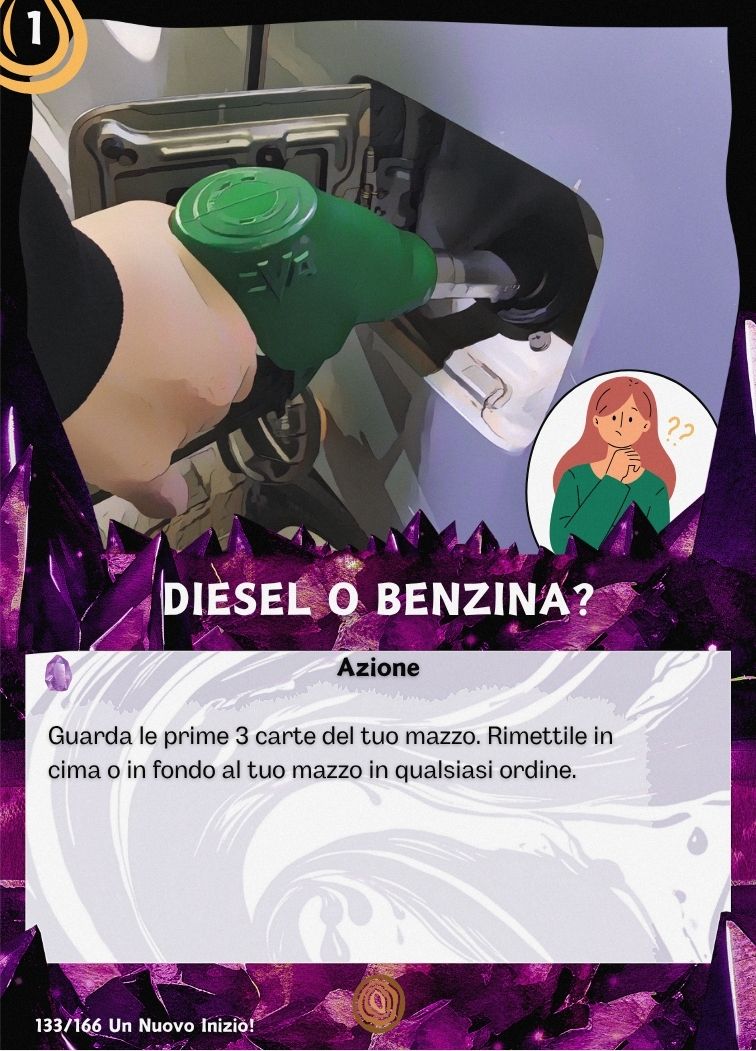 1
??
DIESEL O BENZINA?
Azione
Guarda le prime 3 carte del tuo mazzo. Rimettile in
cima o in fondo al tuo mazzo in qualsiasi ordine.
133/166 Un Nuovo Inizio!